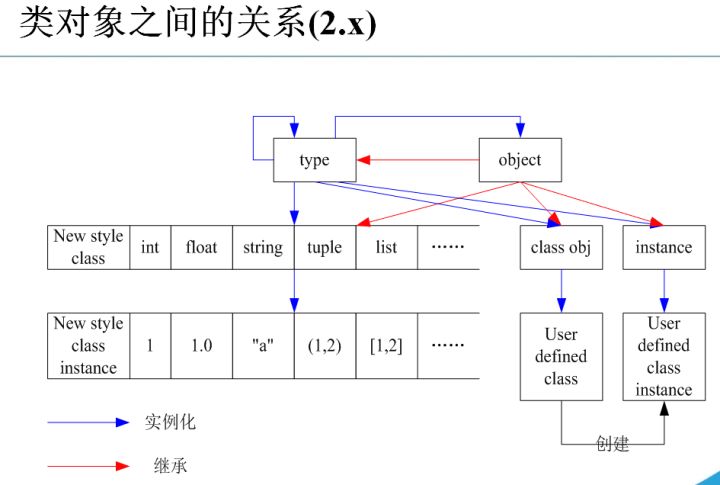 类对象之间的关系(2.x)
type
object
New style
class
int
float
string
tuple
list
······
class obj
instance
New style
class
instance
1
1.0
"a"
(1,2)
[1,2]
······
User
defined
class
User
defined
class
instance
实例化
创建
继承